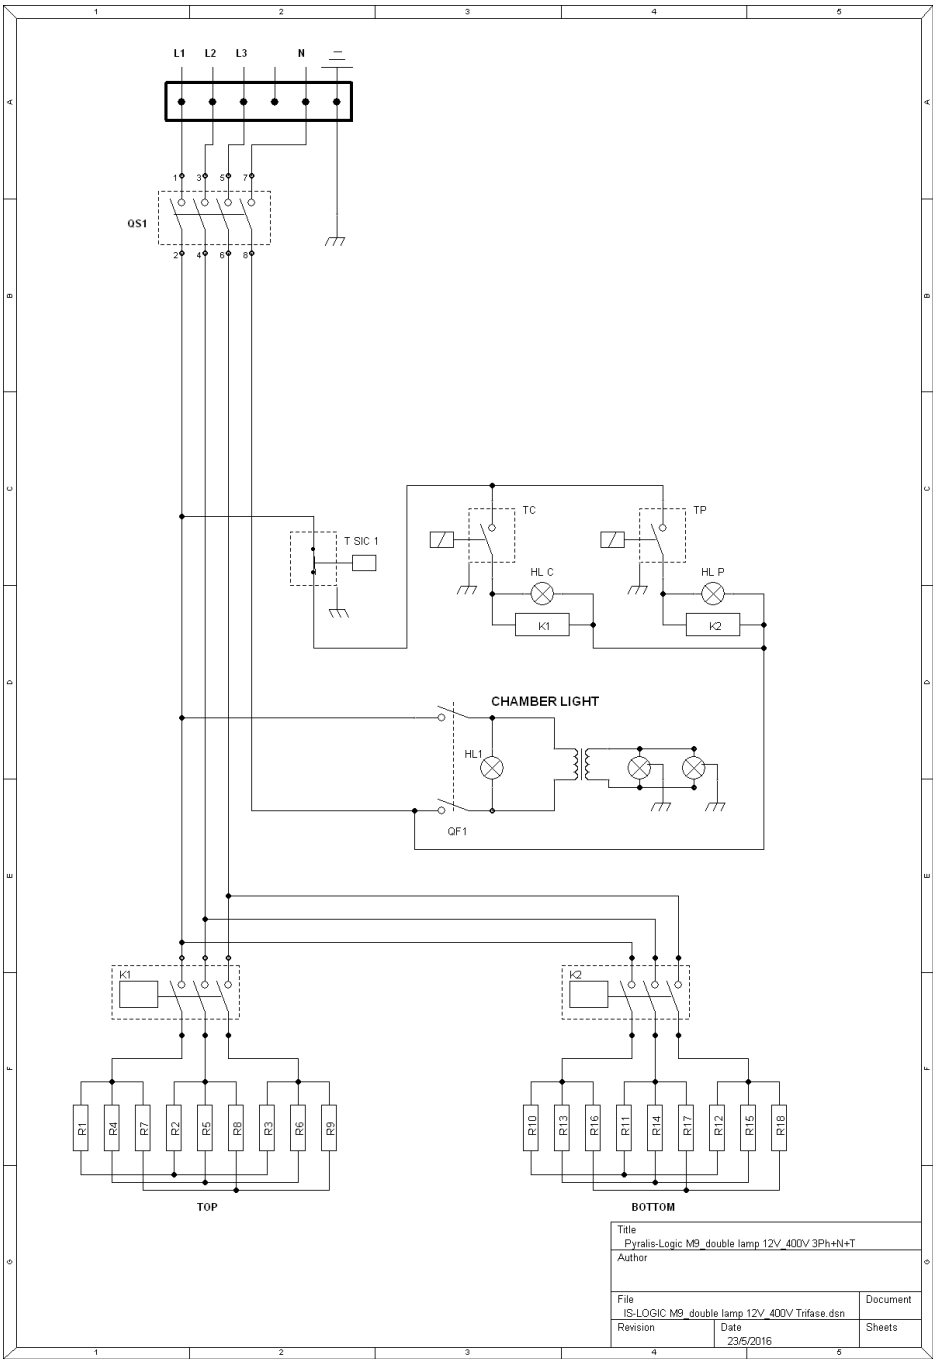 1 2 3 4 5
L1 L2 L3 N
A A
1 3 5 7
QS1
2 4 6 8
B B
C C
TC TP
T SIC 1
HL C HL P
K1 K2
D D
CHAMBER LIGHT
HL1
QF1
E E
K1 K2
F F
R1 R4 R7 R2 R5 R8 R3 R6 R9 R10 R13 R16 R11 R14 R17 R12 R15 R18
TOP BOTTOM
Title
Pyralis-Logic M9_double lamp 12V_400V 3Ph+N+T
Author
G G
File Document
IS-LOGIC M9_double lamp 12V_400V Trifase.dsn
Revision Date Sheets
23/5/2016
1 2 3 4 5